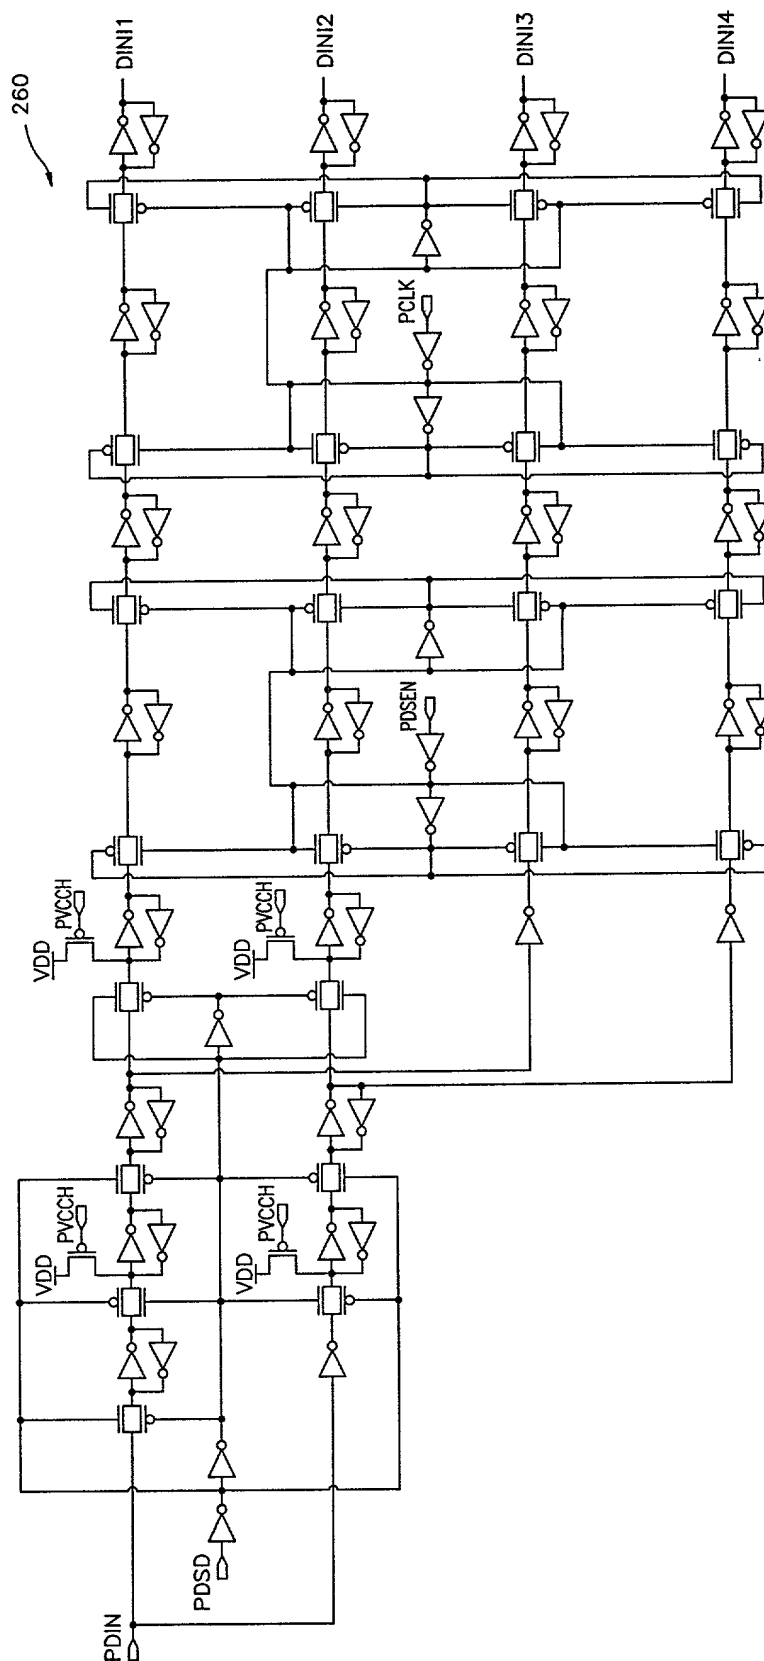 260
DINI1
DINI2
DINI3
DINI4
PCLK
PDSEN
VDD
PVCCH
VDD
PVCCH
VDD
PVCCH
VDD
PVCCH
PDSD
PDIN